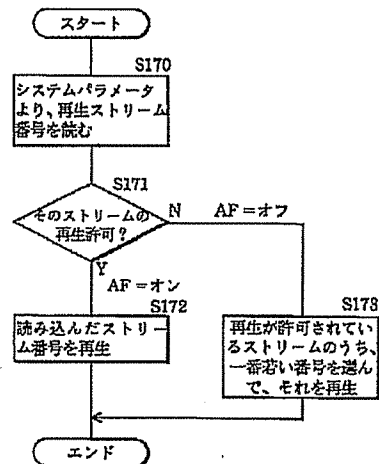 スタート
S170
システムパラメータ
より、再生ストリーム
番号を読む
S171
そのストリームの
再生許可？
N
AF＝オフ
Y
AF＝オン
S172
読み込んだストリー
ム番号を再生
S173
再生が許可されてい
るストリームのうち、
一番若い番号を選ん
で、それを再生
エンド